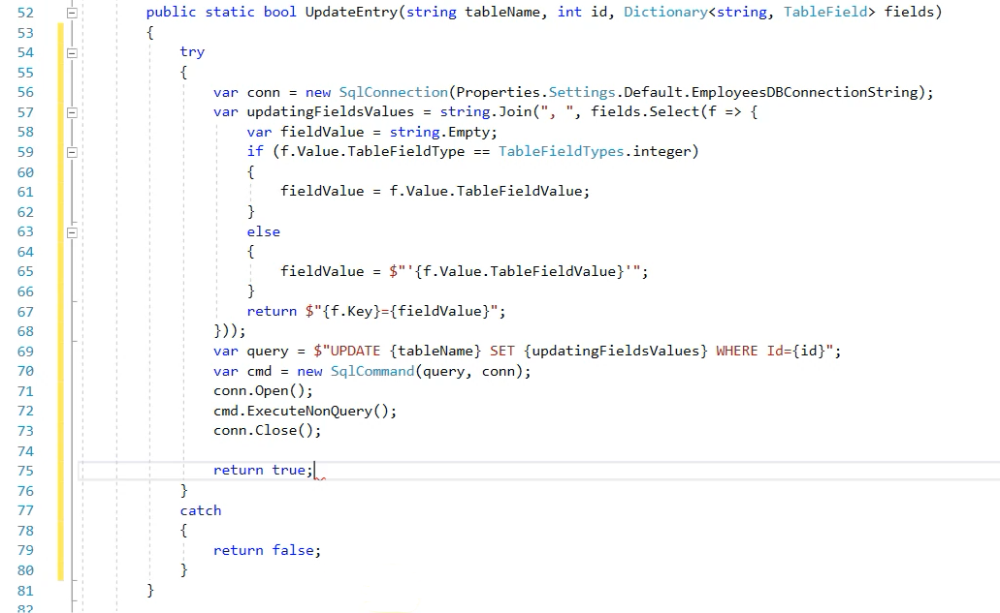 52 public static bool UpdateEntry(string tableName, int id, Dictionary<string, TableField> fields)
53 {
54 try
55 {
56 var conn = new SqlConnection(Properties.Settings.Default.EmployeesDBConnectionString);
57 var updatingFieldsValues = string.Join(", ", fields.Select(f => {
58 var fieldValue = string.Empty;
59 if (f.Value.TableFieldType == TableFieldTypes.integer)
60 {
61 fieldValue = f.Value.TableFieldValue;
62 }
63 else
64 {
65 fieldValue = $"'{f.Value.TableFieldValue}'";
66 }
67 return $"{f.Key}={fieldValue}";
68 }));
69 var query = $"UPDATE {tableName} SET {updatingFieldsValues} WHERE Id={id}";
70 var cmd = new SqlCommand(query, conn);
71 conn.Open();
72 cmd.ExecuteNonQuery();
73 conn.Close();
74
75 return true;
76 }
77 catch
78 {
79 return false;
80 }
81 }
82